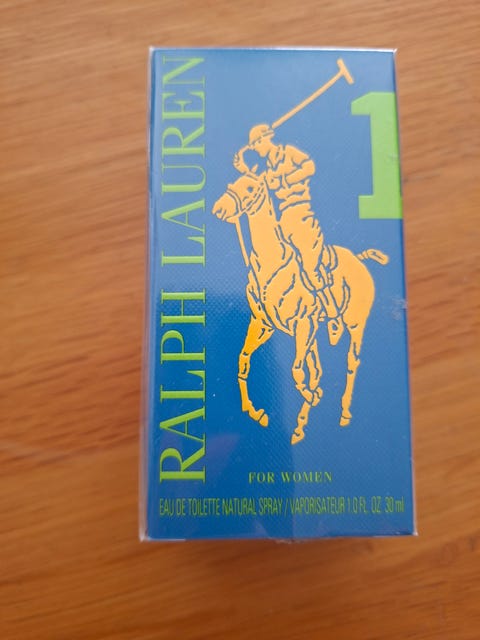 RALPH LAUREN
1
FOR WOMEN
EAU DE TOILETTE NATURAL SPRAY / VAPORISATEUR 1.0 FL. OZ 30 ml